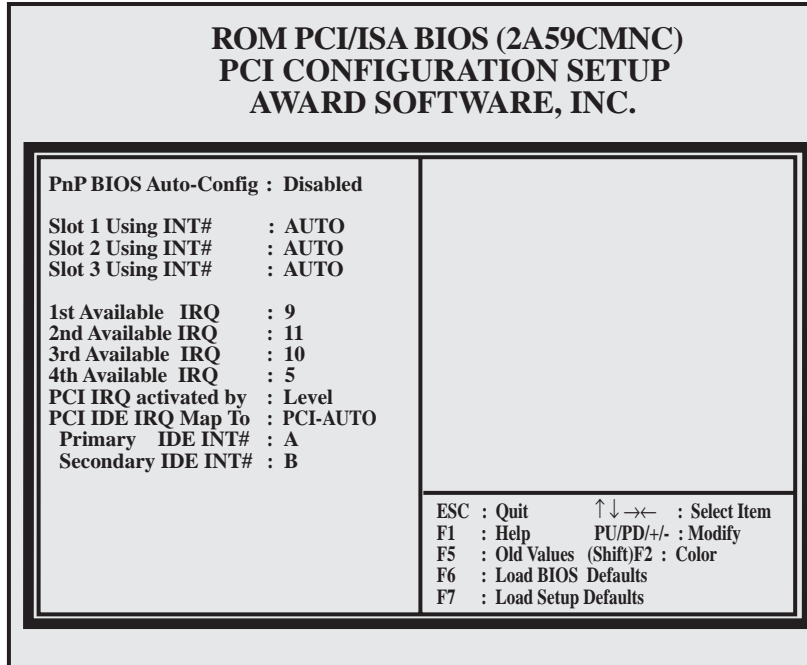 ROM PCI/ISA BIOS (2A59CMNC)
PCI CONFIGURATION SETUP
AWARD SOFTWARE, INC.
PnP BIOS Auto-Config : Disabled
Slot 1 Using INT# : AUTO
Slot 2 Using INT# : AUTO
Slot 3 Using INT# : AUTO
1st Available IRQ : 9
2nd Available IRQ : 11
3rd Available IRQ : 10
4th Available IRQ : 5
PCI IRQ activated by : Level
PCI IDE IRQ Map To : PCI-AUTO
Primary IDE INT# : A
Secondary IDE INT# : B
ESC : Quit ↑↓→← : Select Item
F1 : Help PU/PD/+/- : Modify
F5 : Old Values (Shift)F2 : Color
F6 : Load BIOS Defaults
F7 : Load Setup Defaults